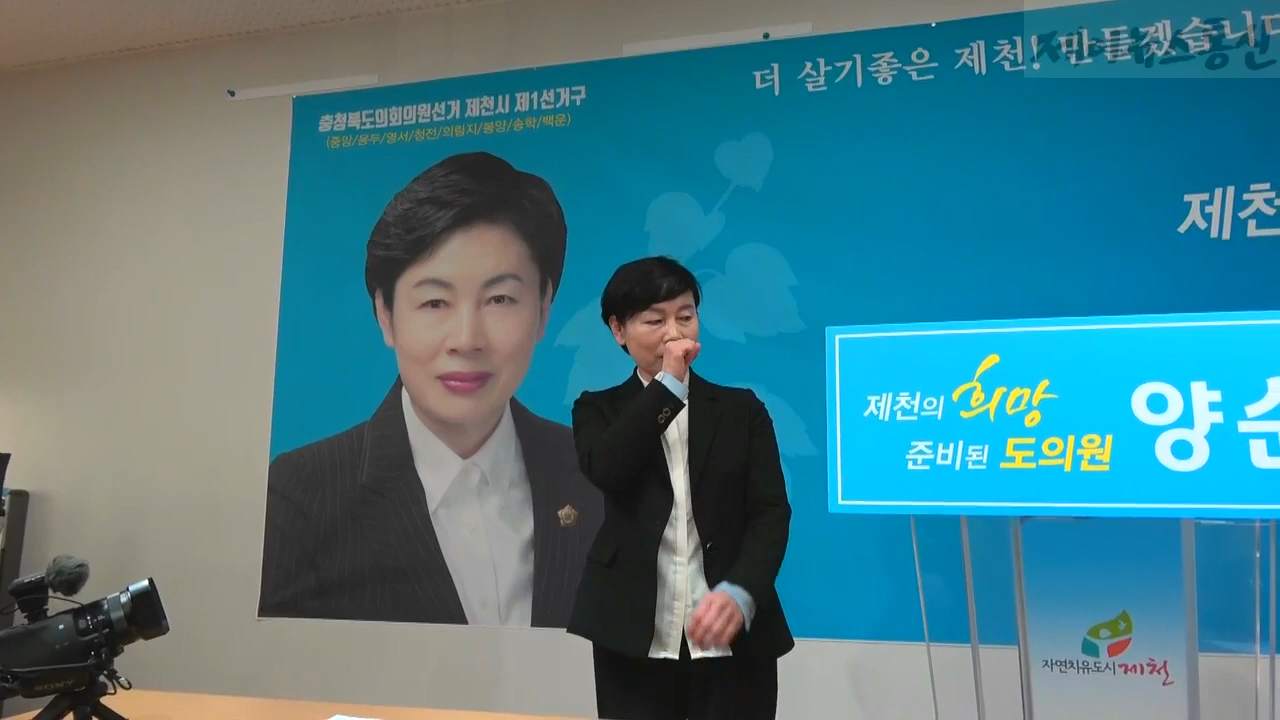 더 살기좋은 제천! 만들겠습니다
충청북도의회의원선거 제천시 제1선거구
(중앙/용두/영서/청전/의림지/봉양/송학/백운)
제천
제천의 희망
준비된 도의원
양순
자연치유도시 제천
SONY